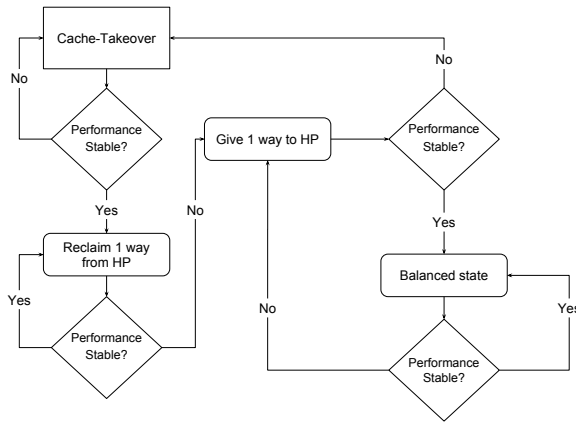 Cache-Takeover
No
No
Performance
Stable?
Give 1 way to HP
Performance
Stable?
Yes
No
Yes
Reclaim 1 way
from HP
Balanced state
Yes
No
Yes
Performance
Stable?
Performance
Stable?